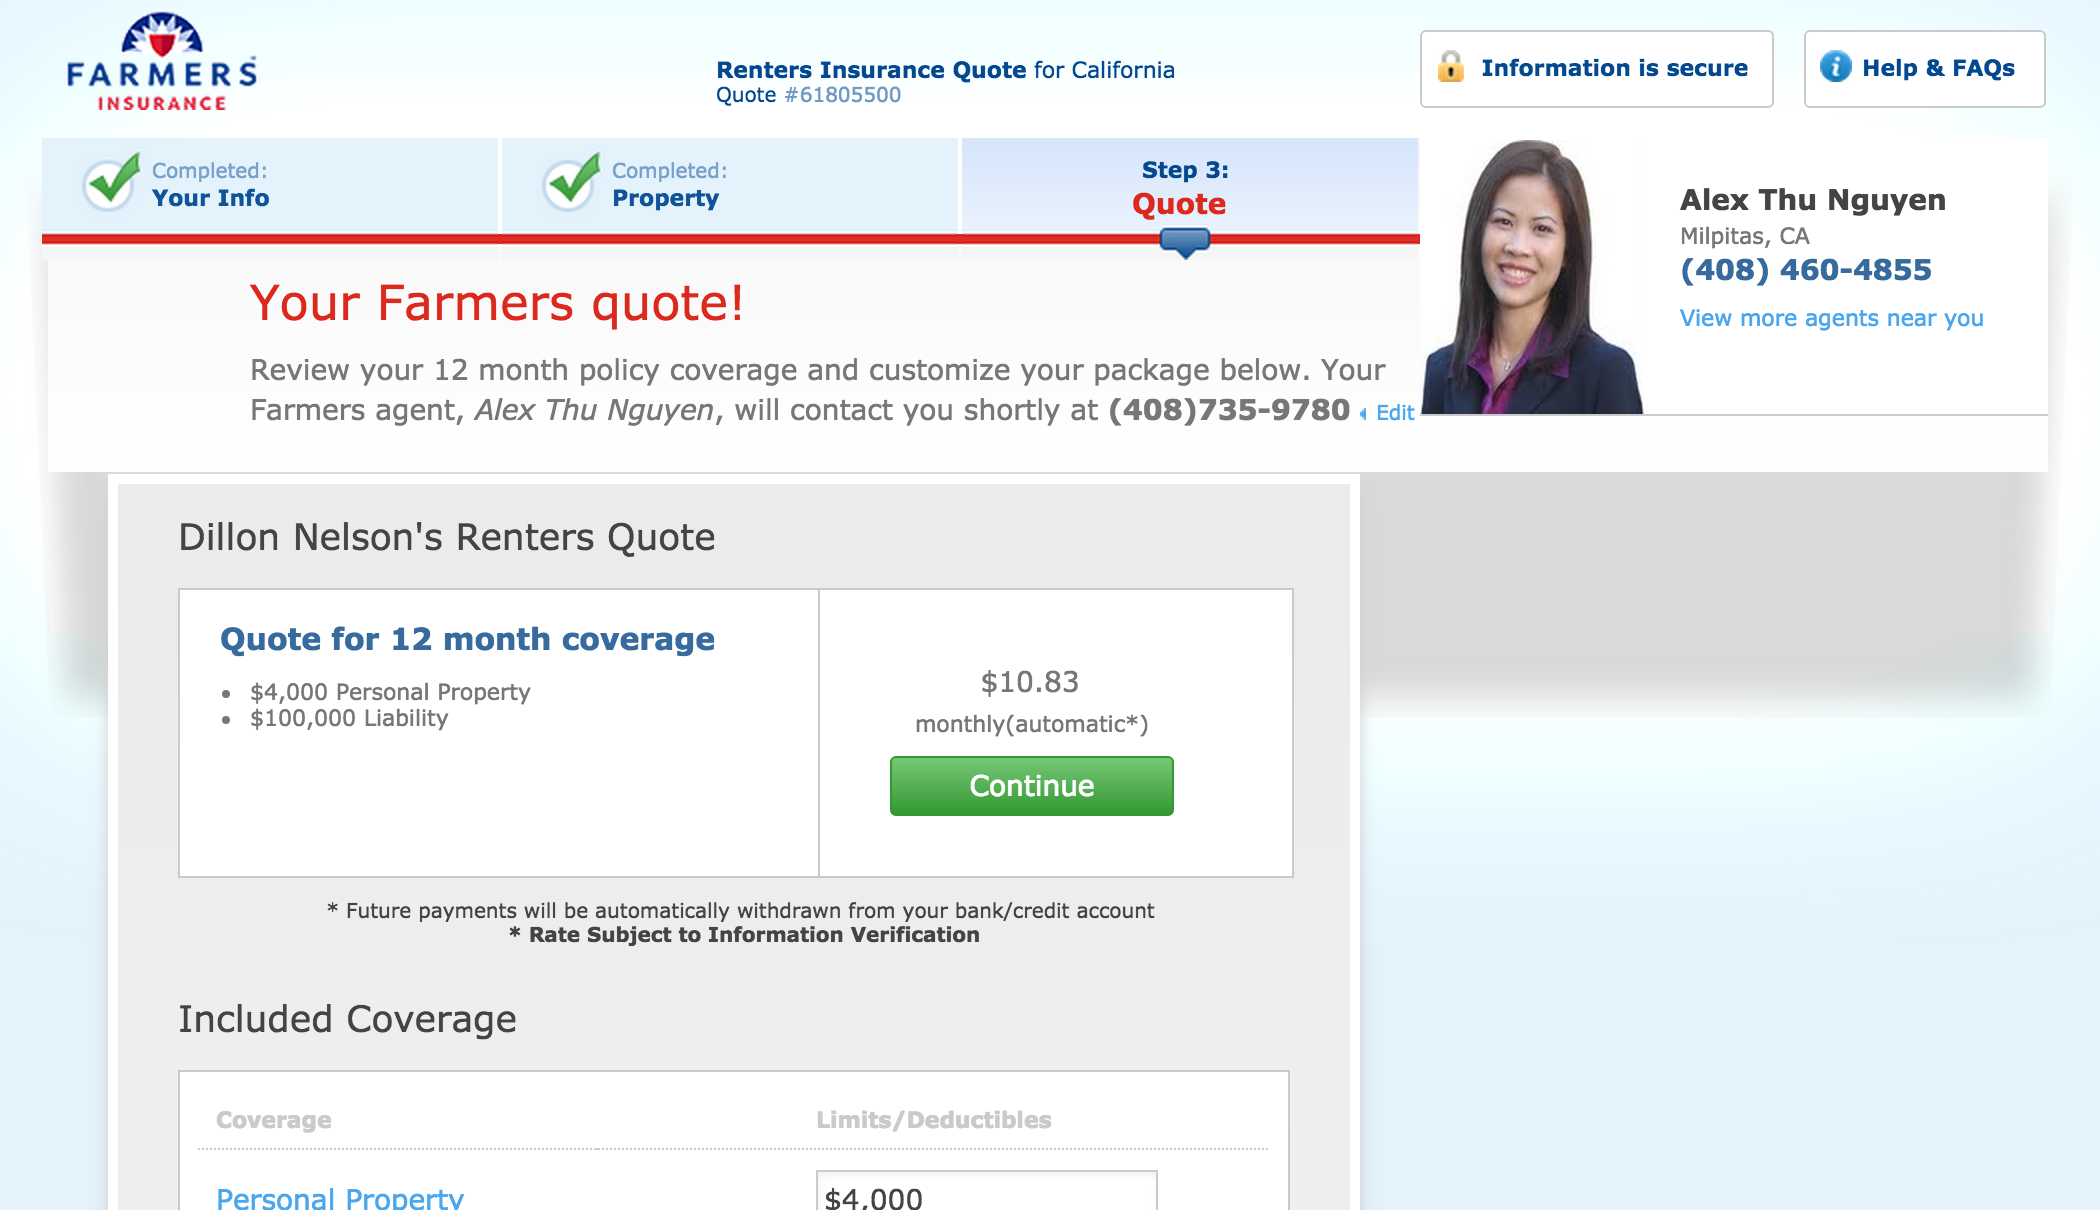 FARMERS
INSURANCE
Renters Insurance Quote for California
Quote #61805500
Information is secure
Help & FAQs
Completed:
Your Info
Completed:
Property
Step 3:
Quote
Alex Thu Nguyen
Milpitas, CA
(408) 460-4855
View more agents near you
Your Farmers quote!
Review your 12 month policy coverage and customize your package below. Your
Farmers agent, Alex Thu Nguyen, will contact you shortly at (408)735-9780 Edit
Dillon Nelson's Renters Quote
Quote for 12 month coverage
• $4,000 Personal Property
• $100,000 Liability
$10.83
monthly(automatic*)
Continue
* Future payments will be automatically withdrawn from your bank/credit account
* Rate Subject to Information Verification
Included Coverage
Coverage
Limits/Deductibles
Personal Property
$4,000